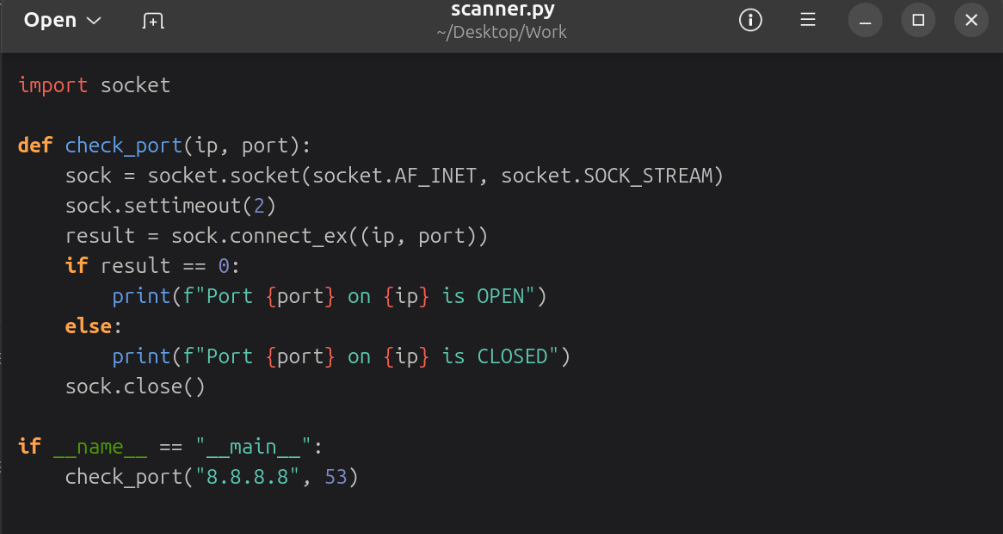 Open
scanner.py
~/Desktop/Work
import socket

def check_port(ip, port):
    sock = socket.socket(socket.AF_INET, socket.SOCK_STREAM)
    sock.settimeout(2)
    result = sock.connect_ex((ip, port))
    if result == 0:
        print(f"Port {port} on {ip} is OPEN")
    else:
        print(f"Port {port} on {ip} is CLOSED")
    sock.close()

if __name__ == "__main__":
    check_port("8.8.8.8", 53)